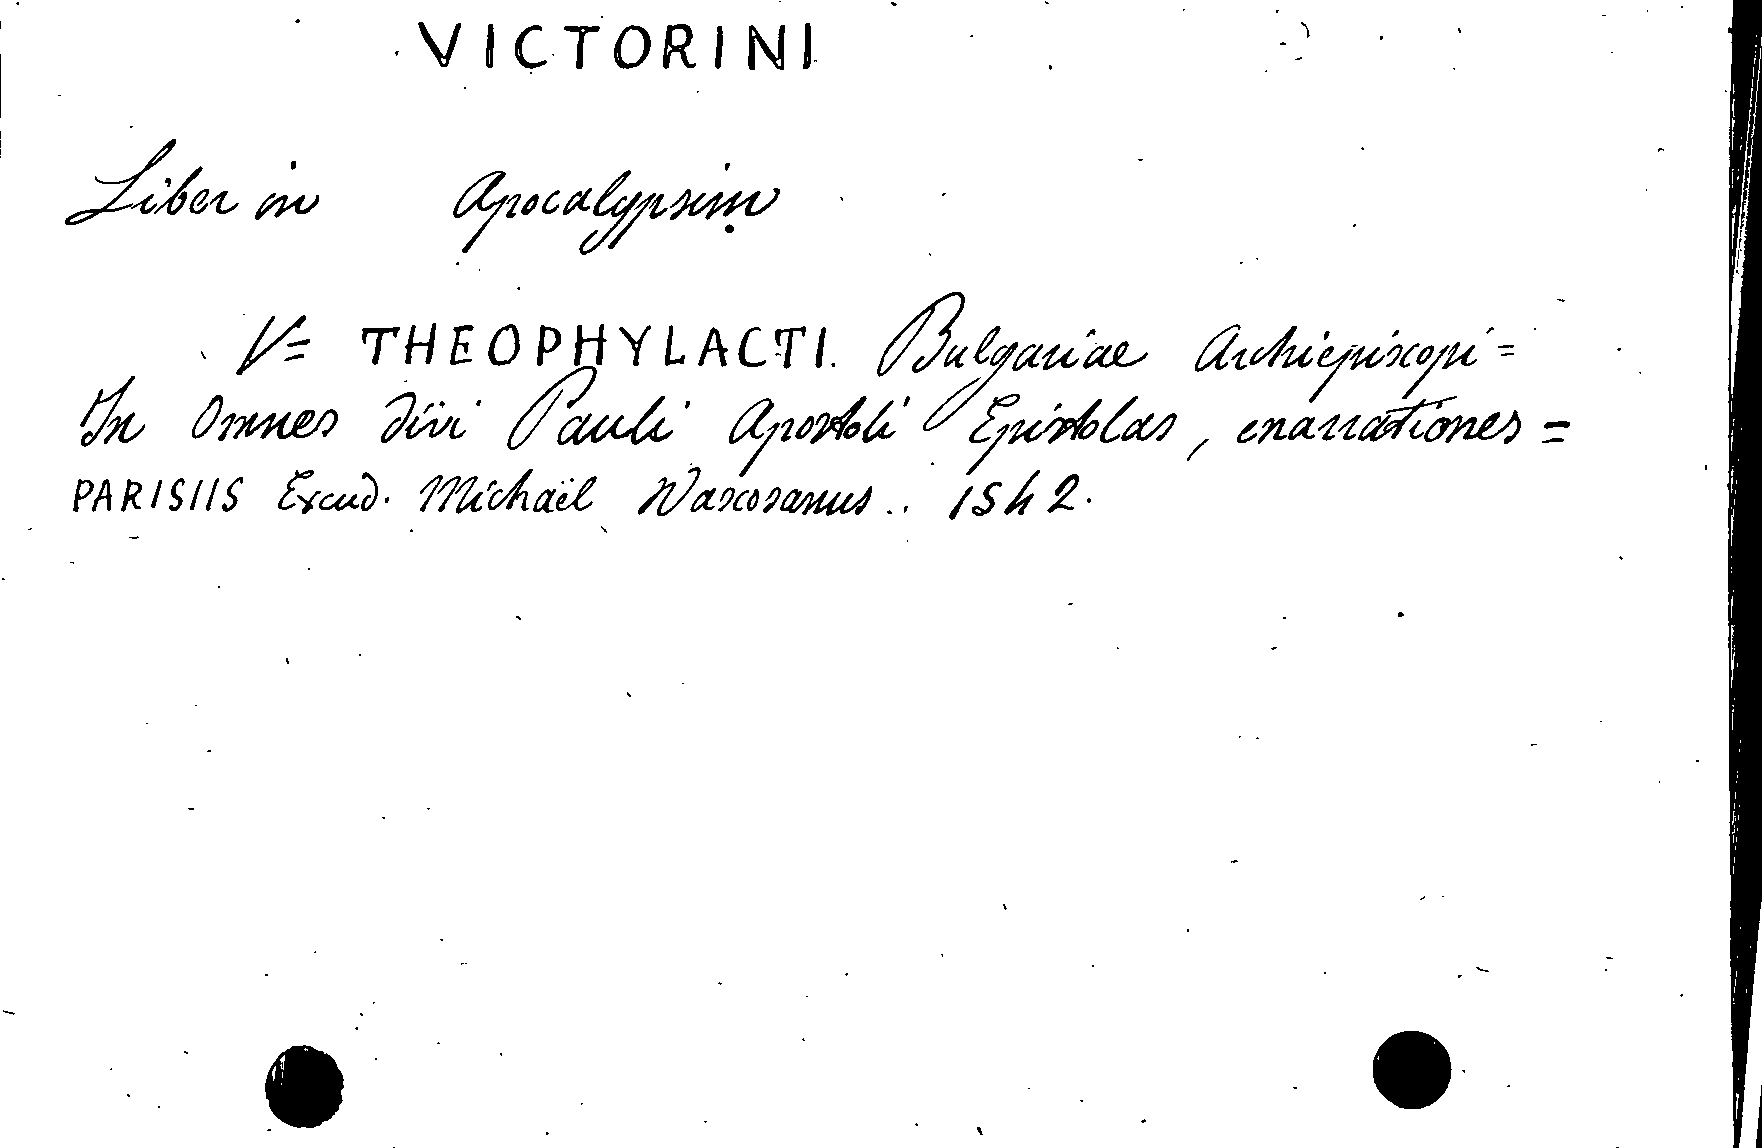 VICTORINI
Liber in Apocalypsim
V= THEOPHYLACTI. Bulgariae Archiepiscopi =
In Omnes divi Pauli Apostoli Epistolas, enarrationes =
PARISIIS Excud. Michaël Vascosanus.. 1542.